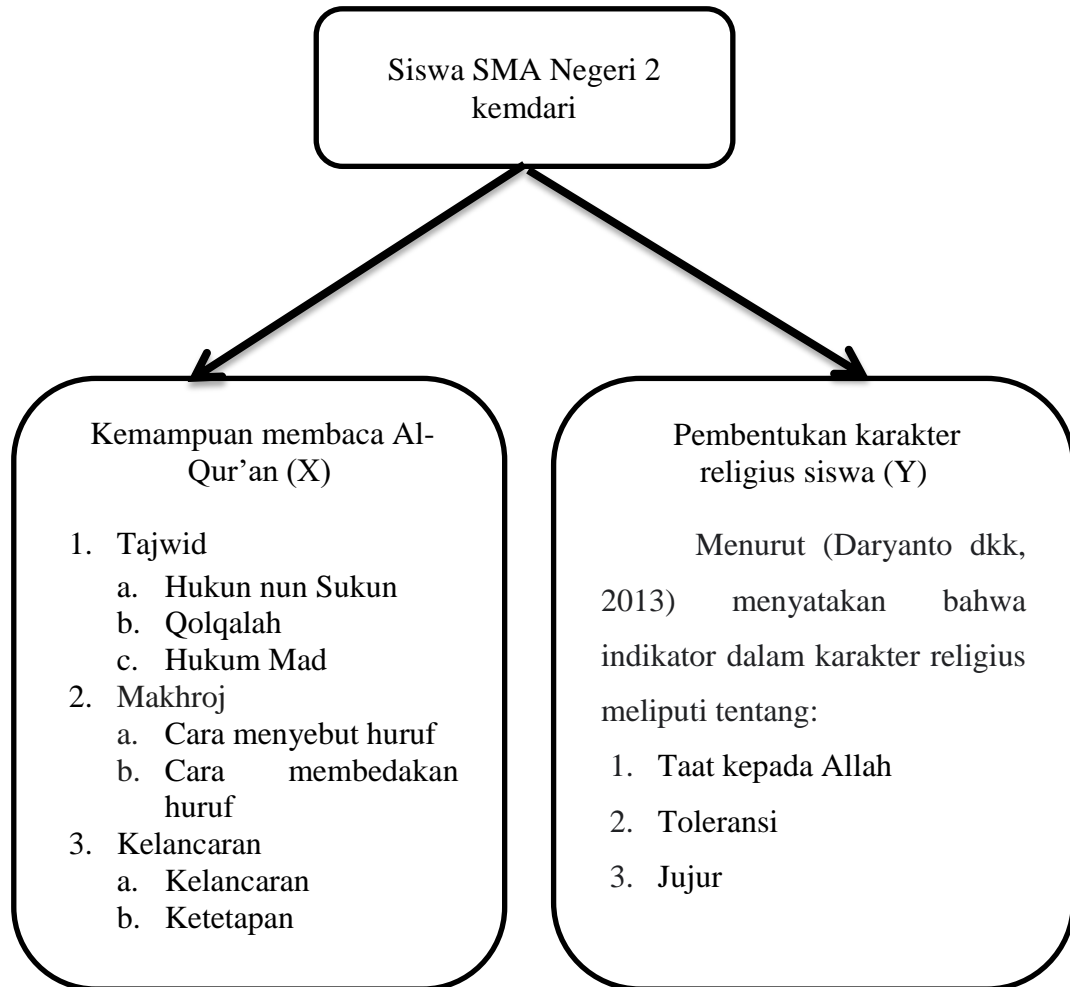 Siswa SMA Negeri 2
kemdari
Kemampuan membaca Al-
Qur’an (X)
1. Tajwid
a. Hukun nun Sukun
b. Qolqalah
c. Hukum Mad
2. Makhroj
a. Cara menyebut huruf
b. Cara membedakan
huruf
3. Kelancaran
a. Kelancaran
b. Ketetapan
Pembentukan karakter
religius siswa (Y)
Menurut (Daryanto dkk,
2013) menyatakan bahwa
indikator dalam karakter religius
meliputi tentang:
1. Taat kepada Allah
2. Toleransi
3. Jujur